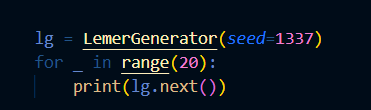 lg = LemerGenerator(seed=1337)
for _ in range(20):
    print(lg.next())